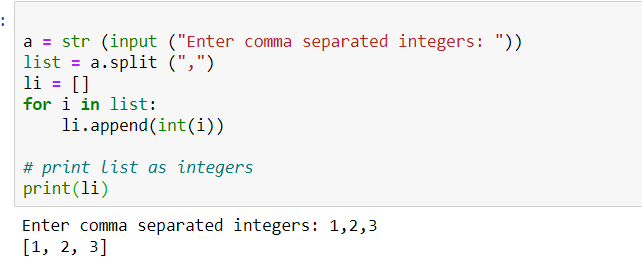 :
a = str (input ("Enter comma separated integers: "))
list = a.split (",")
li = []
for i in list:
    li.append(int(i))
# print list as integers
print(li)
Enter comma separated integers: 1,2,3
[1, 2, 3]